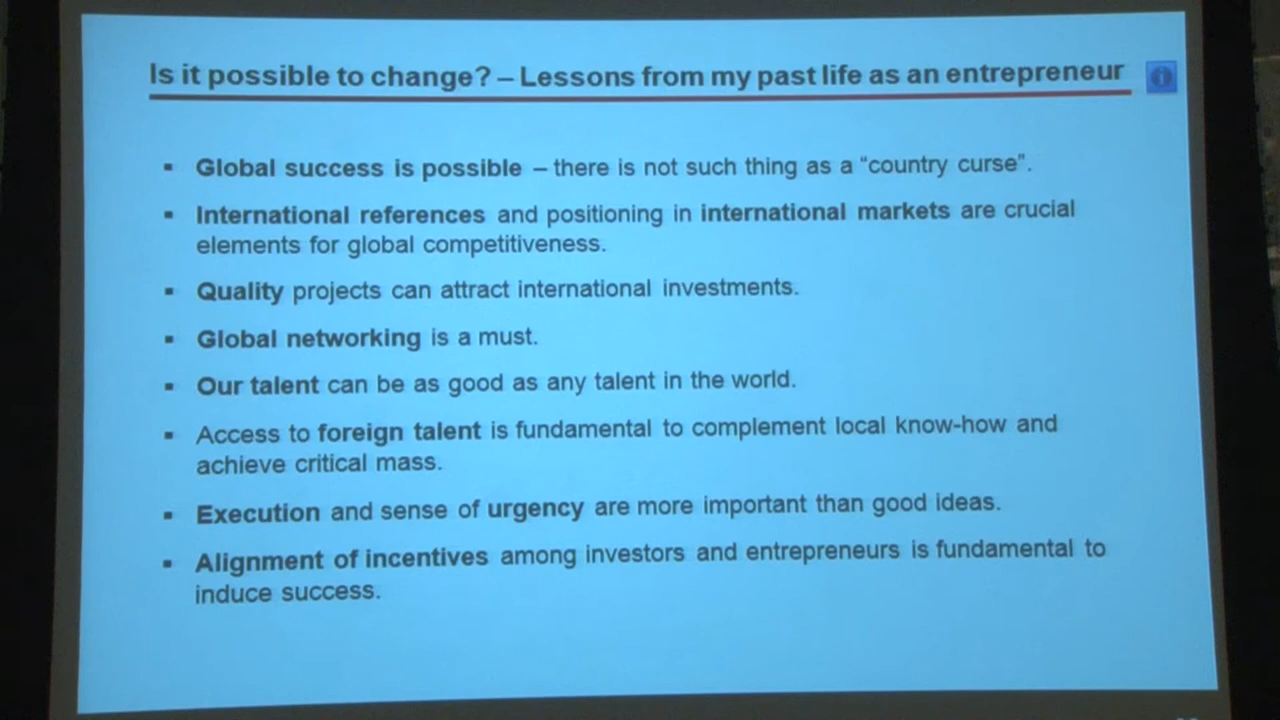 Is it possible to change? – Lessons from my past life as an entrepreneur
▪ Global success is possible – there is not such thing as a “country curse”.
▪ International references and positioning in international markets are crucial
elements for global competitiveness.
▪ Quality projects can attract international investments.
▪ Global networking is a must.
▪ Our talent can be as good as any talent in the world.
▪ Access to foreign talent is fundamental to complement local know-how and
achieve critical mass.
▪ Execution and sense of urgency are more important than good ideas.
▪ Alignment of incentives among investors and entrepreneurs is fundamental to
induce success.